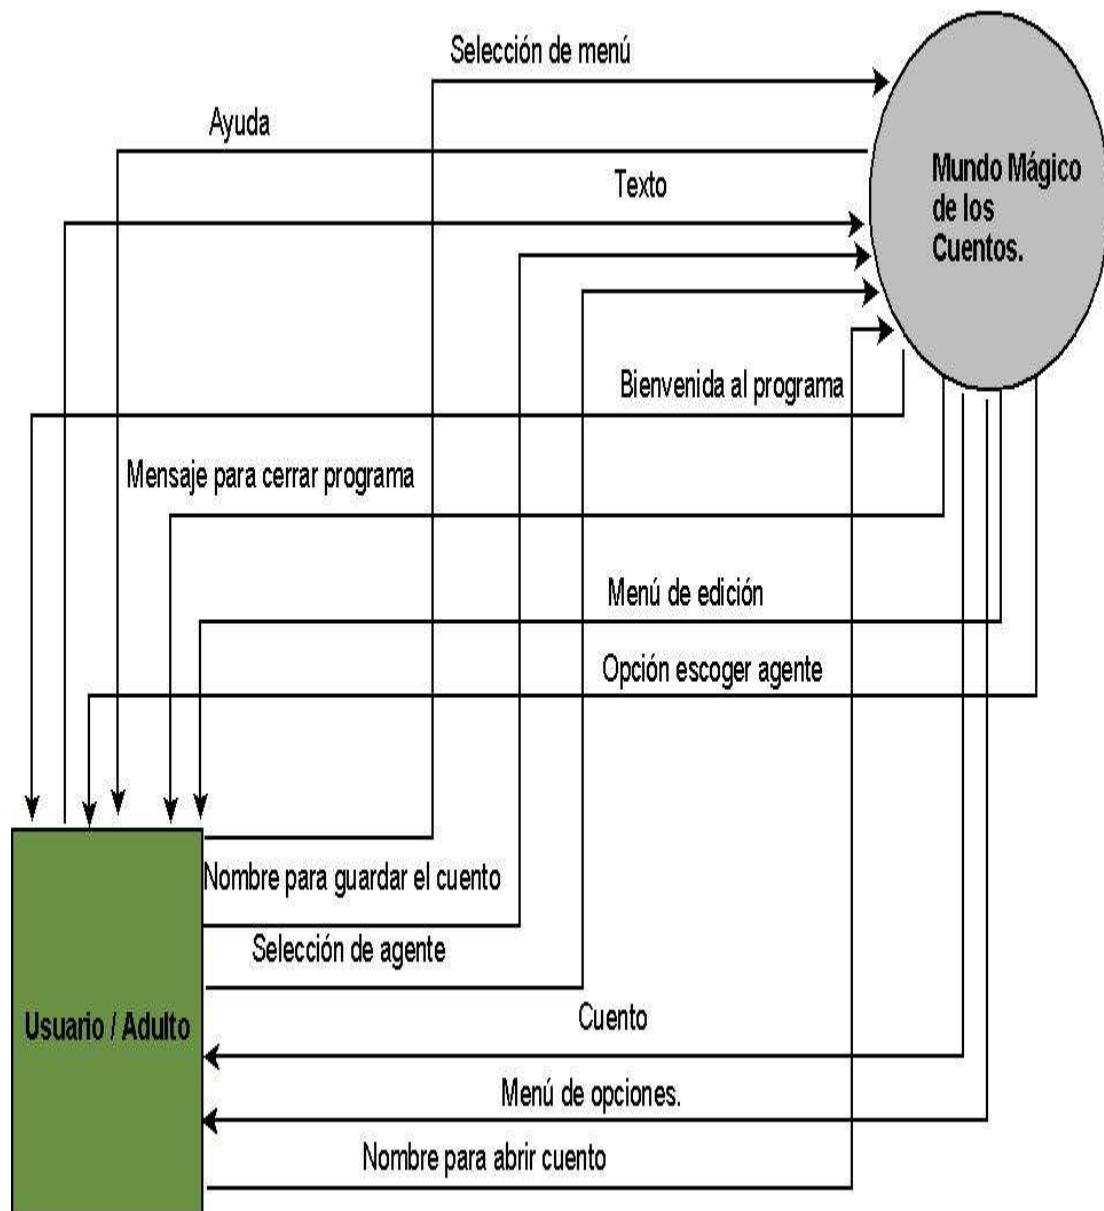 Selección de menú
Ayuda
Texto
Mundo Mágico
de los
Cuentos.
Bienvenida al programa
Mensaje para cerrar programa
Menú de edición
Opción escoger agente
Nombre para guardar el cuento
Selección de agente
Usuario / Adulto
Cuento
Menú de opciones.
Nombre para abrir cuento